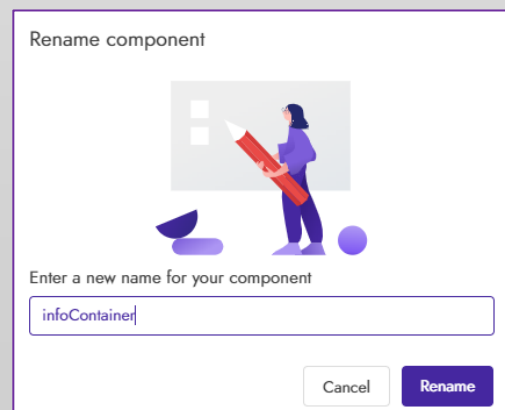 Rename component
Enter a new name for your component
infoContainer
Cancel
Rename